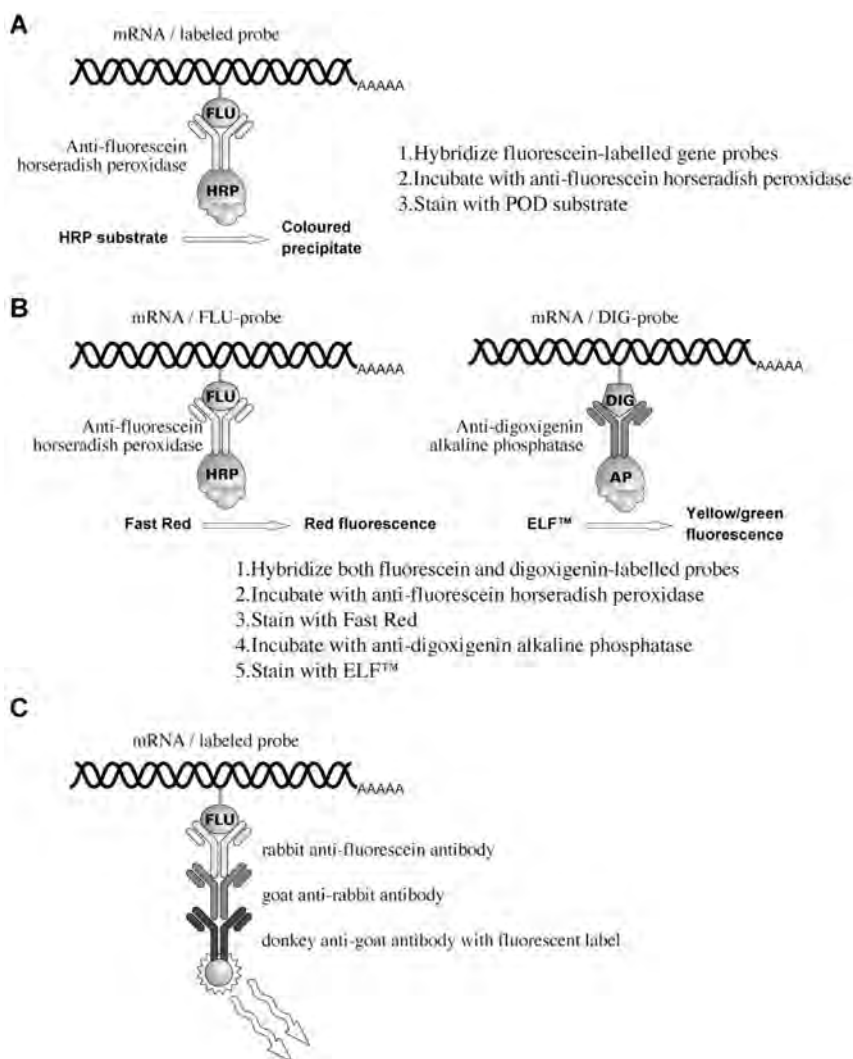 A
mRNA / labeled probe
AAAAA
FLU
Anti-fluorescein
horseradish peroxidase
HRP
HRP substrate
Coloured
precipitate
1.Hybridize fluorescein-labelled gene probes
2.Incubate with anti-fluorescein horseradish peroxidase
3.Stain with POD substrate
B
mRNA / FLU-probe
AAAAA
FLU
Anti-fluorescein
horseradish peroxidase
HRP
Fast Red
Red fluorescence
mRNA / DIG-probe
AAAAA
DIG
Anti-digoxigenin
alkaline phosphatase
AP
ELF™
Yellow/green
fluorescence
1.Hybridize both fluorescein and digoxigenin-labelled probes
2.Incubate with anti-fluorescein horseradish peroxidase
3.Stain with Fast Red
4.Incubate with anti-digoxigenin alkaline phosphatase
5.Stain with ELF™
C
mRNA / labeled probe
AAAAA
FLU
rabbit anti-fluorescein antibody
goat anti-rabbit antibody
donkey anti-goat antibody with fluorescent label